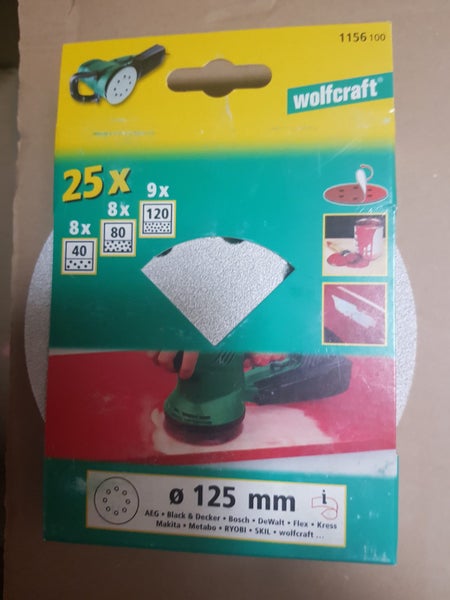 1156 100
wolfcraft®
25x
8x
8x
9x
40
80
120
ø 125 mm
i
AEG • Black & Decker • Bosch • DeWalt • Flex • Kress
Makita • Metabo • RYOBI • SKIL • wolfcraft ...